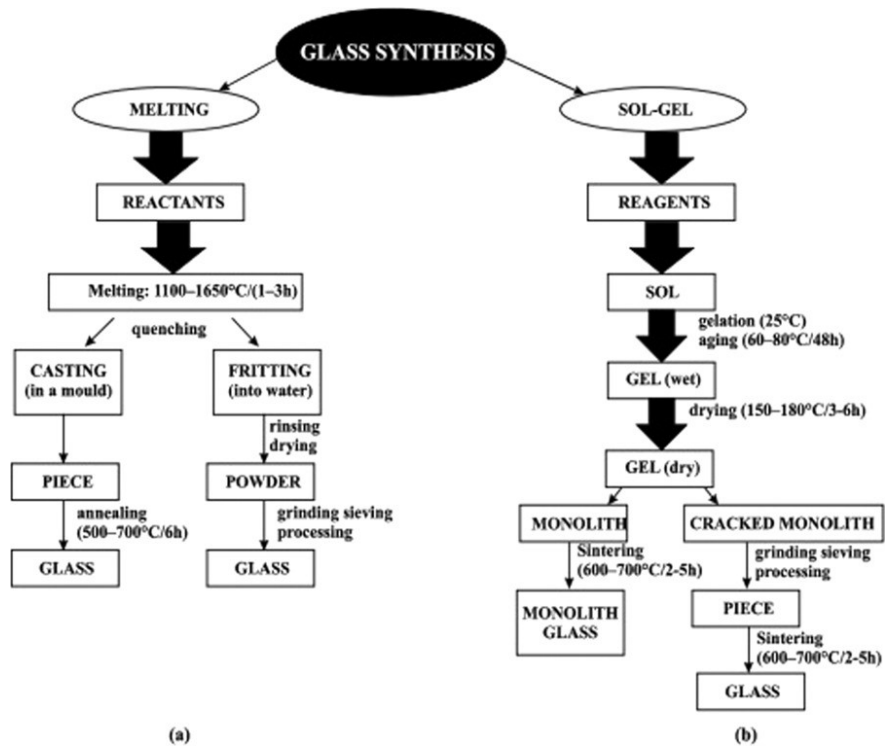 GLASS SYNTHESIS
MELTING
REACTANTS
Melting: 1100–1650°C/(1–3h)
quenching
CASTING
(in a mould)
FRITTING
(into water)
rinsing
drying
PIECE
POWDER
annealing
(500–700°C/6h)
grinding sieving
processing
GLASS
GLASS
(a)
SOL-GEL
REAGENTS
SOL
gelation (25°C)
aging (60–80°C/48h)
GEL (wet)
drying (150–180°C/3-6h)
GEL (dry)
MONOLITH
CRACKED MONOLITH
Sintering
(600–700°C/2-5h)
grinding sieving
processing
MONOLITH
GLASS
PIECE
Sintering
(600–700°C/2-5h)
GLASS
(b)